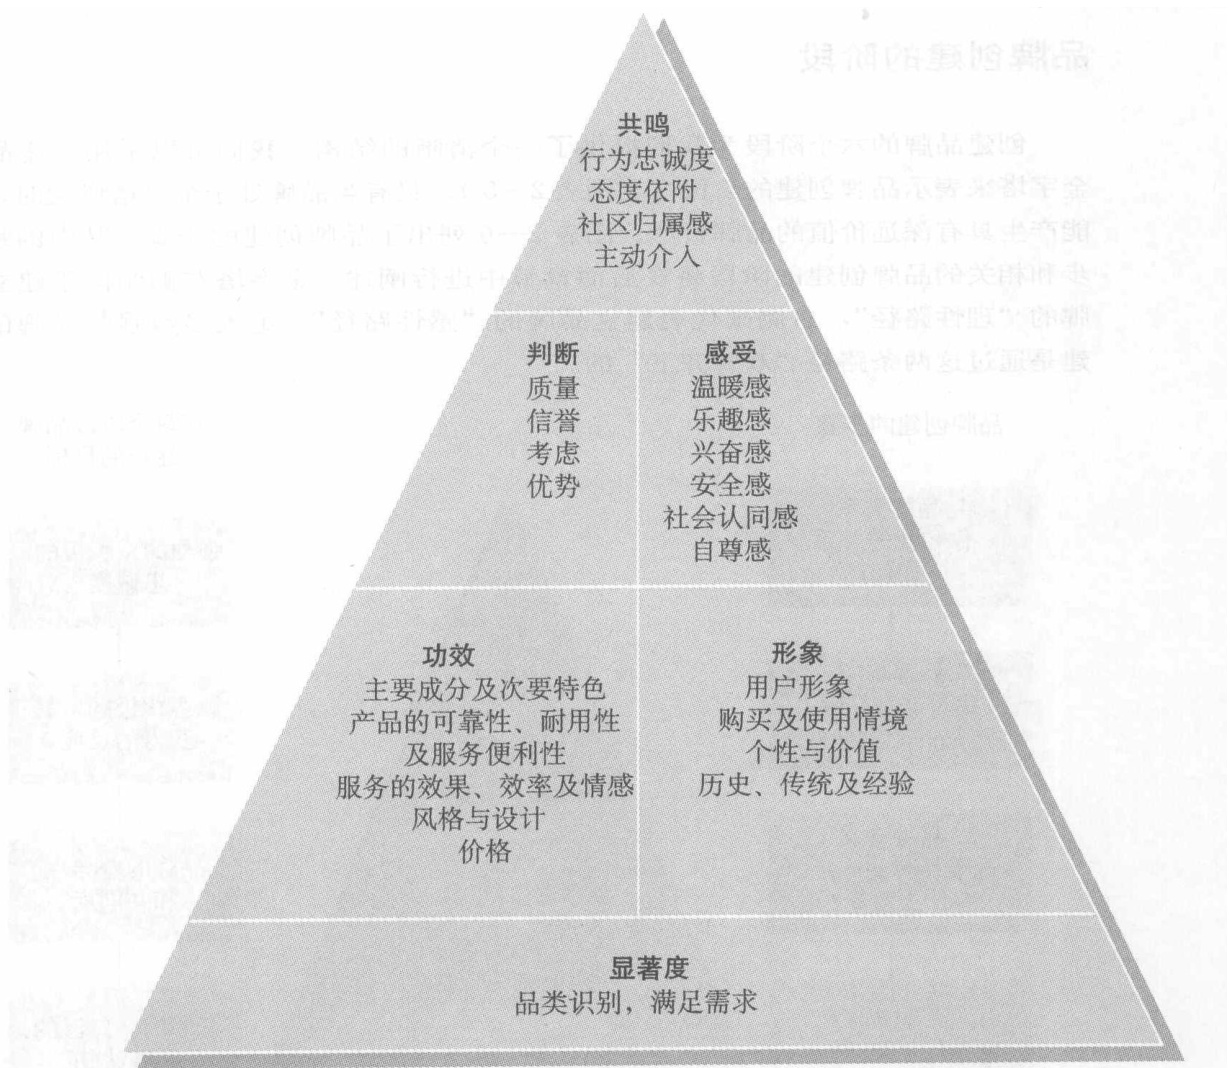 共鸣
行为忠诚度
态度依附
社区归属感
主动介入
判断
质量
信誉
考虑
优势
感受
温暖感
乐趣感
兴奋感
安全感
社会认同感
自尊感
功效
主要成分及次要特色
产品的可靠性、耐用性
及服务便利性
服务的效果、效率及情感
风格与设计
价格
形象
用户形象
购买及使用情境
个性与价值
历史、传统及经验
显著度
品类识别，满足需求